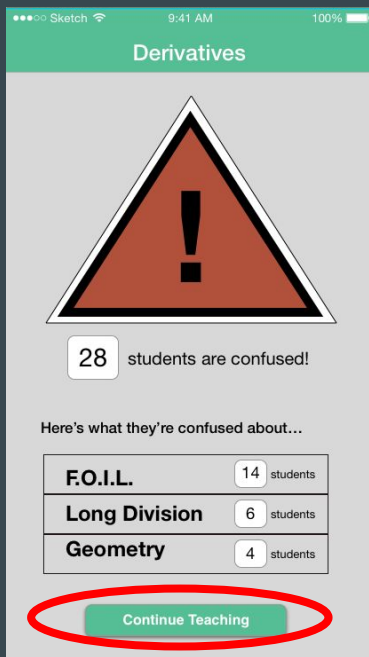 Sketch 9:41 AM 100%
Derivatives
!
28 students are confused!
Here's what they're confused about…
F.O.I.L. 14 students
Long Division 6 students
Geometry 4 students
Continue Teaching